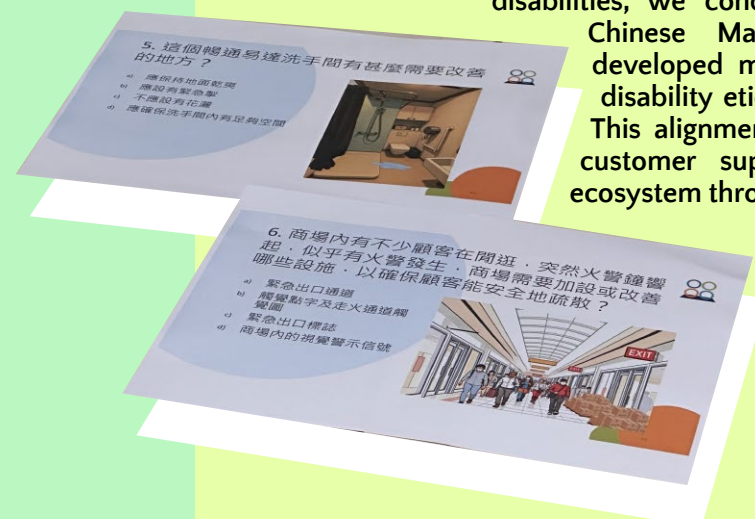 disabilities, we
Chinese
developed
disability
This
customer
ecosystem
5. 這個暢通易達洗手間有甚麼需要改善
的地方？
a) 應保持地面乾爽
b) 應設有緊急掣
c) 不應設有花灑
d) 應確保洗手間內有足夠空間
6. 商場內有不少顧客在閒逛，突然火警鐘響
起，似乎有火警發生，商場需要加設或改善
哪些設施，以確保顧客能安全地疏散？
a) 緊急出口通道
b) 觸覺點字及走火通道觸
覺圖
c) 緊急出口標誌
d) 商場內的視覺警示信號
EXIT